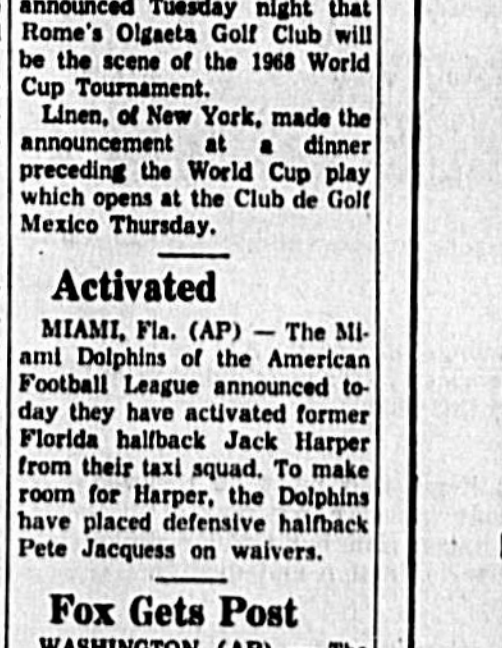 announced Tuesday night that
Rome's Olgaeta Golf Club will
be the scene of the 1968 World
Cup Tournament.
Linen, of New York, made the
announcement at a dinner
preceding the World Cup play
which opens at the Club de Golf
Mexico Thursday.
Activated
MIAMI, Fla. (AP) — The Mi-
ami Dolphins of the American
Football League announced to-
day they have activated former
Florida halfback Jack Harper
from their taxi squad. To make
room for Harper, the Dolphins
have placed defensive halfback
Pete Jacquess on waivers.
Fox Gets Post
WASHINGTON (AP) — The